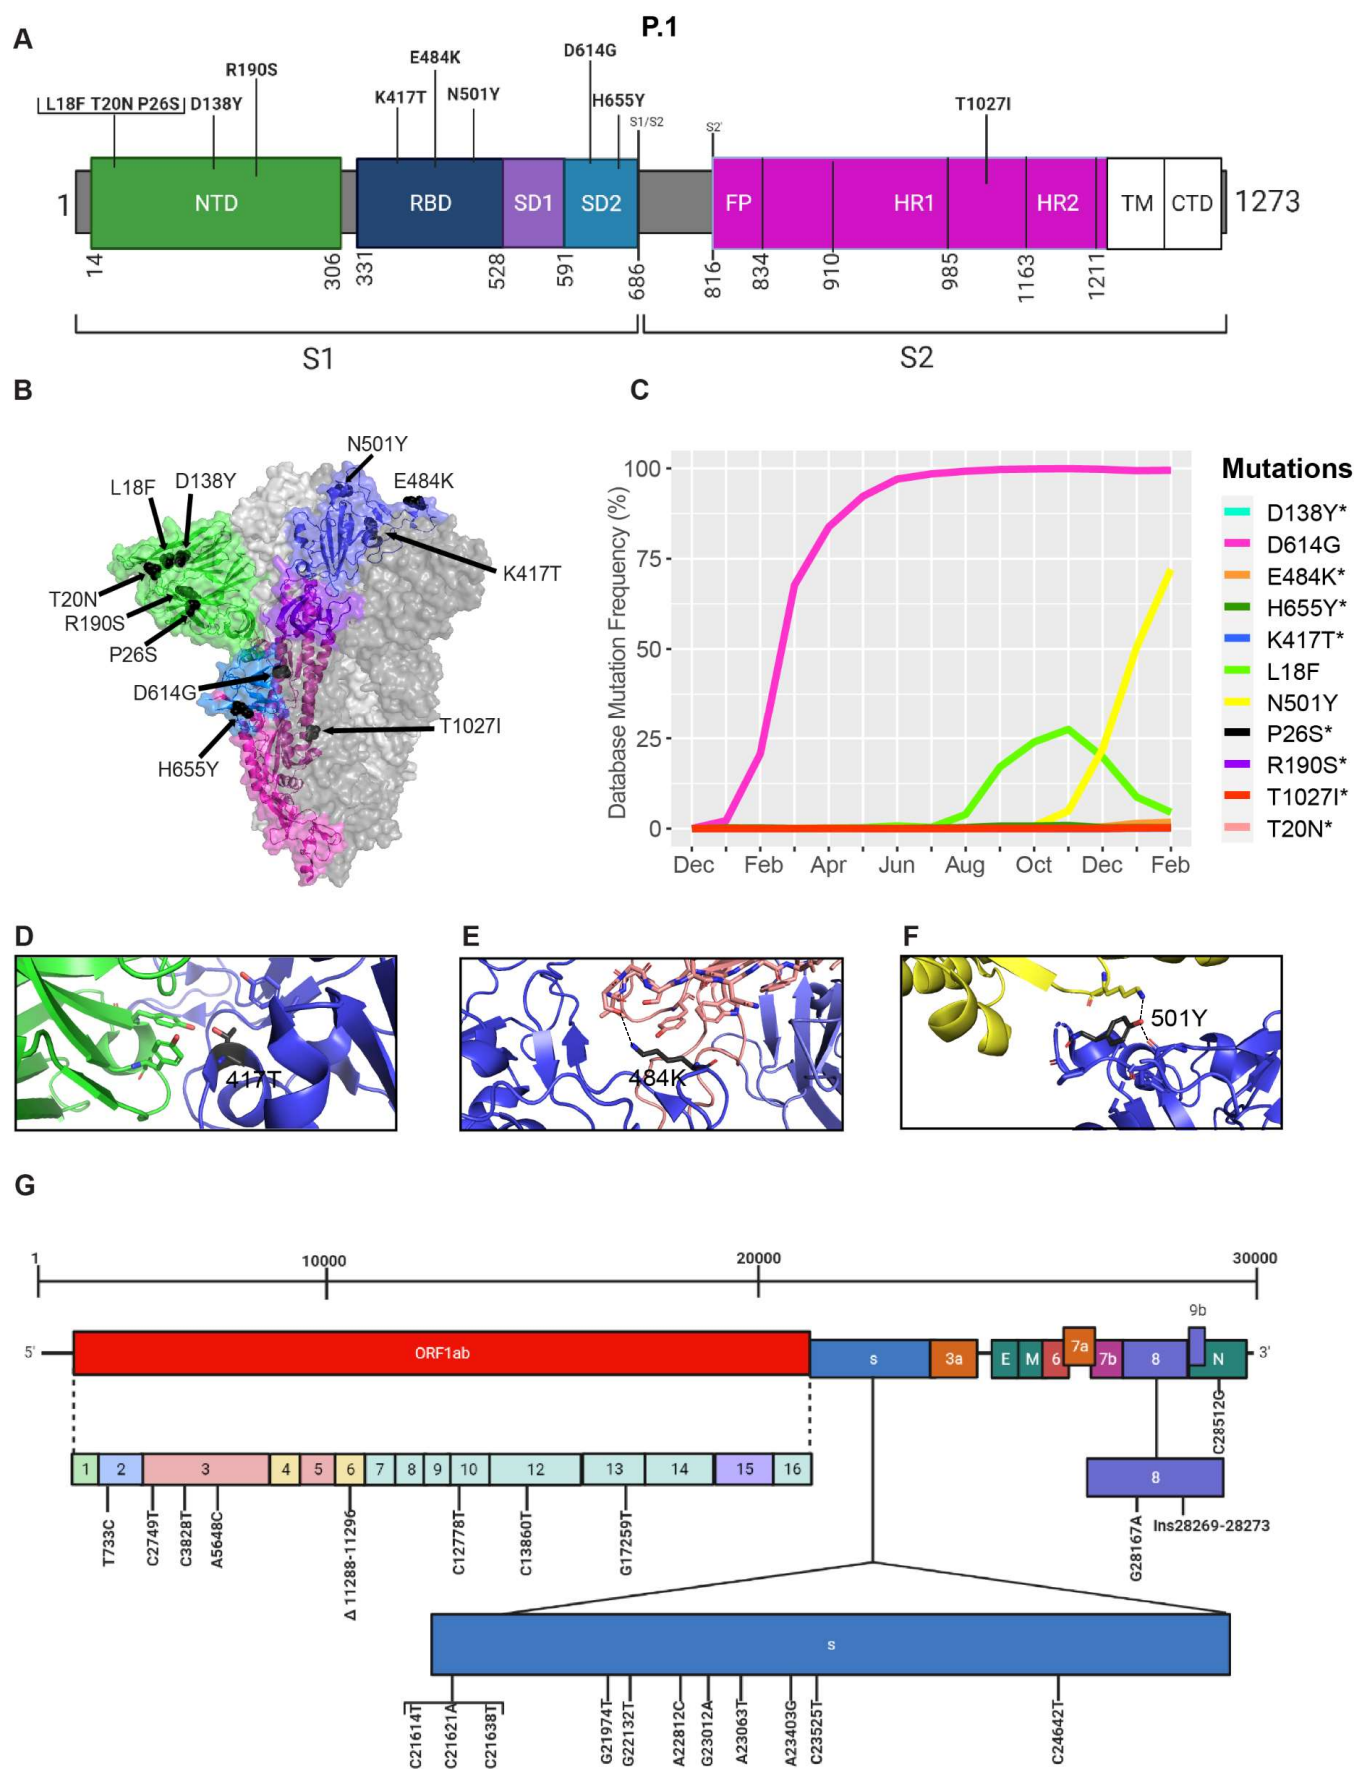 P.1
A
L18F T20N P26S D138Y R190S K417T E484K N501Y D614G H655Y S1/S2 S2' T1027I
1 NTD RBD SD1 SD2 FP HR1 HR2 TM CTD 1273
14 306 331 528 591 686 816 834 910 985 1163 1211
S1 S2
B
N501Y
E484K
L18F D138Y
K417T
T20N
R190S
P26S
D614G
T1027I
H655Y
C
Database Mutation Frequency (%)
100
75
50
25
0
Dec Feb Apr Jun Aug Oct Dec Feb
Mutations
D138Y*
D614G
E484K*
H655Y*
K417T*
L18F
N501Y
P26S*
R190S*
T1027I*
T20N*
D
417T
E
484K
F
501Y
G
1 10000 20000 30000
5' ORF1ab s 3a E M 6 7a 7b 8 9b N 3'
C28512G
1 2 3 4 5 6 7 8 9 10 12 13 14 15 16
T733C C2749T C3828T A5648C Δ 11288-11296 C12778T C13860T G17259T
8
G28167A Ins28269-28273
s
C21614T C21621A C21638T G21974T G22132T A22812C G23012A A23063T A23403G C23525T C24642T